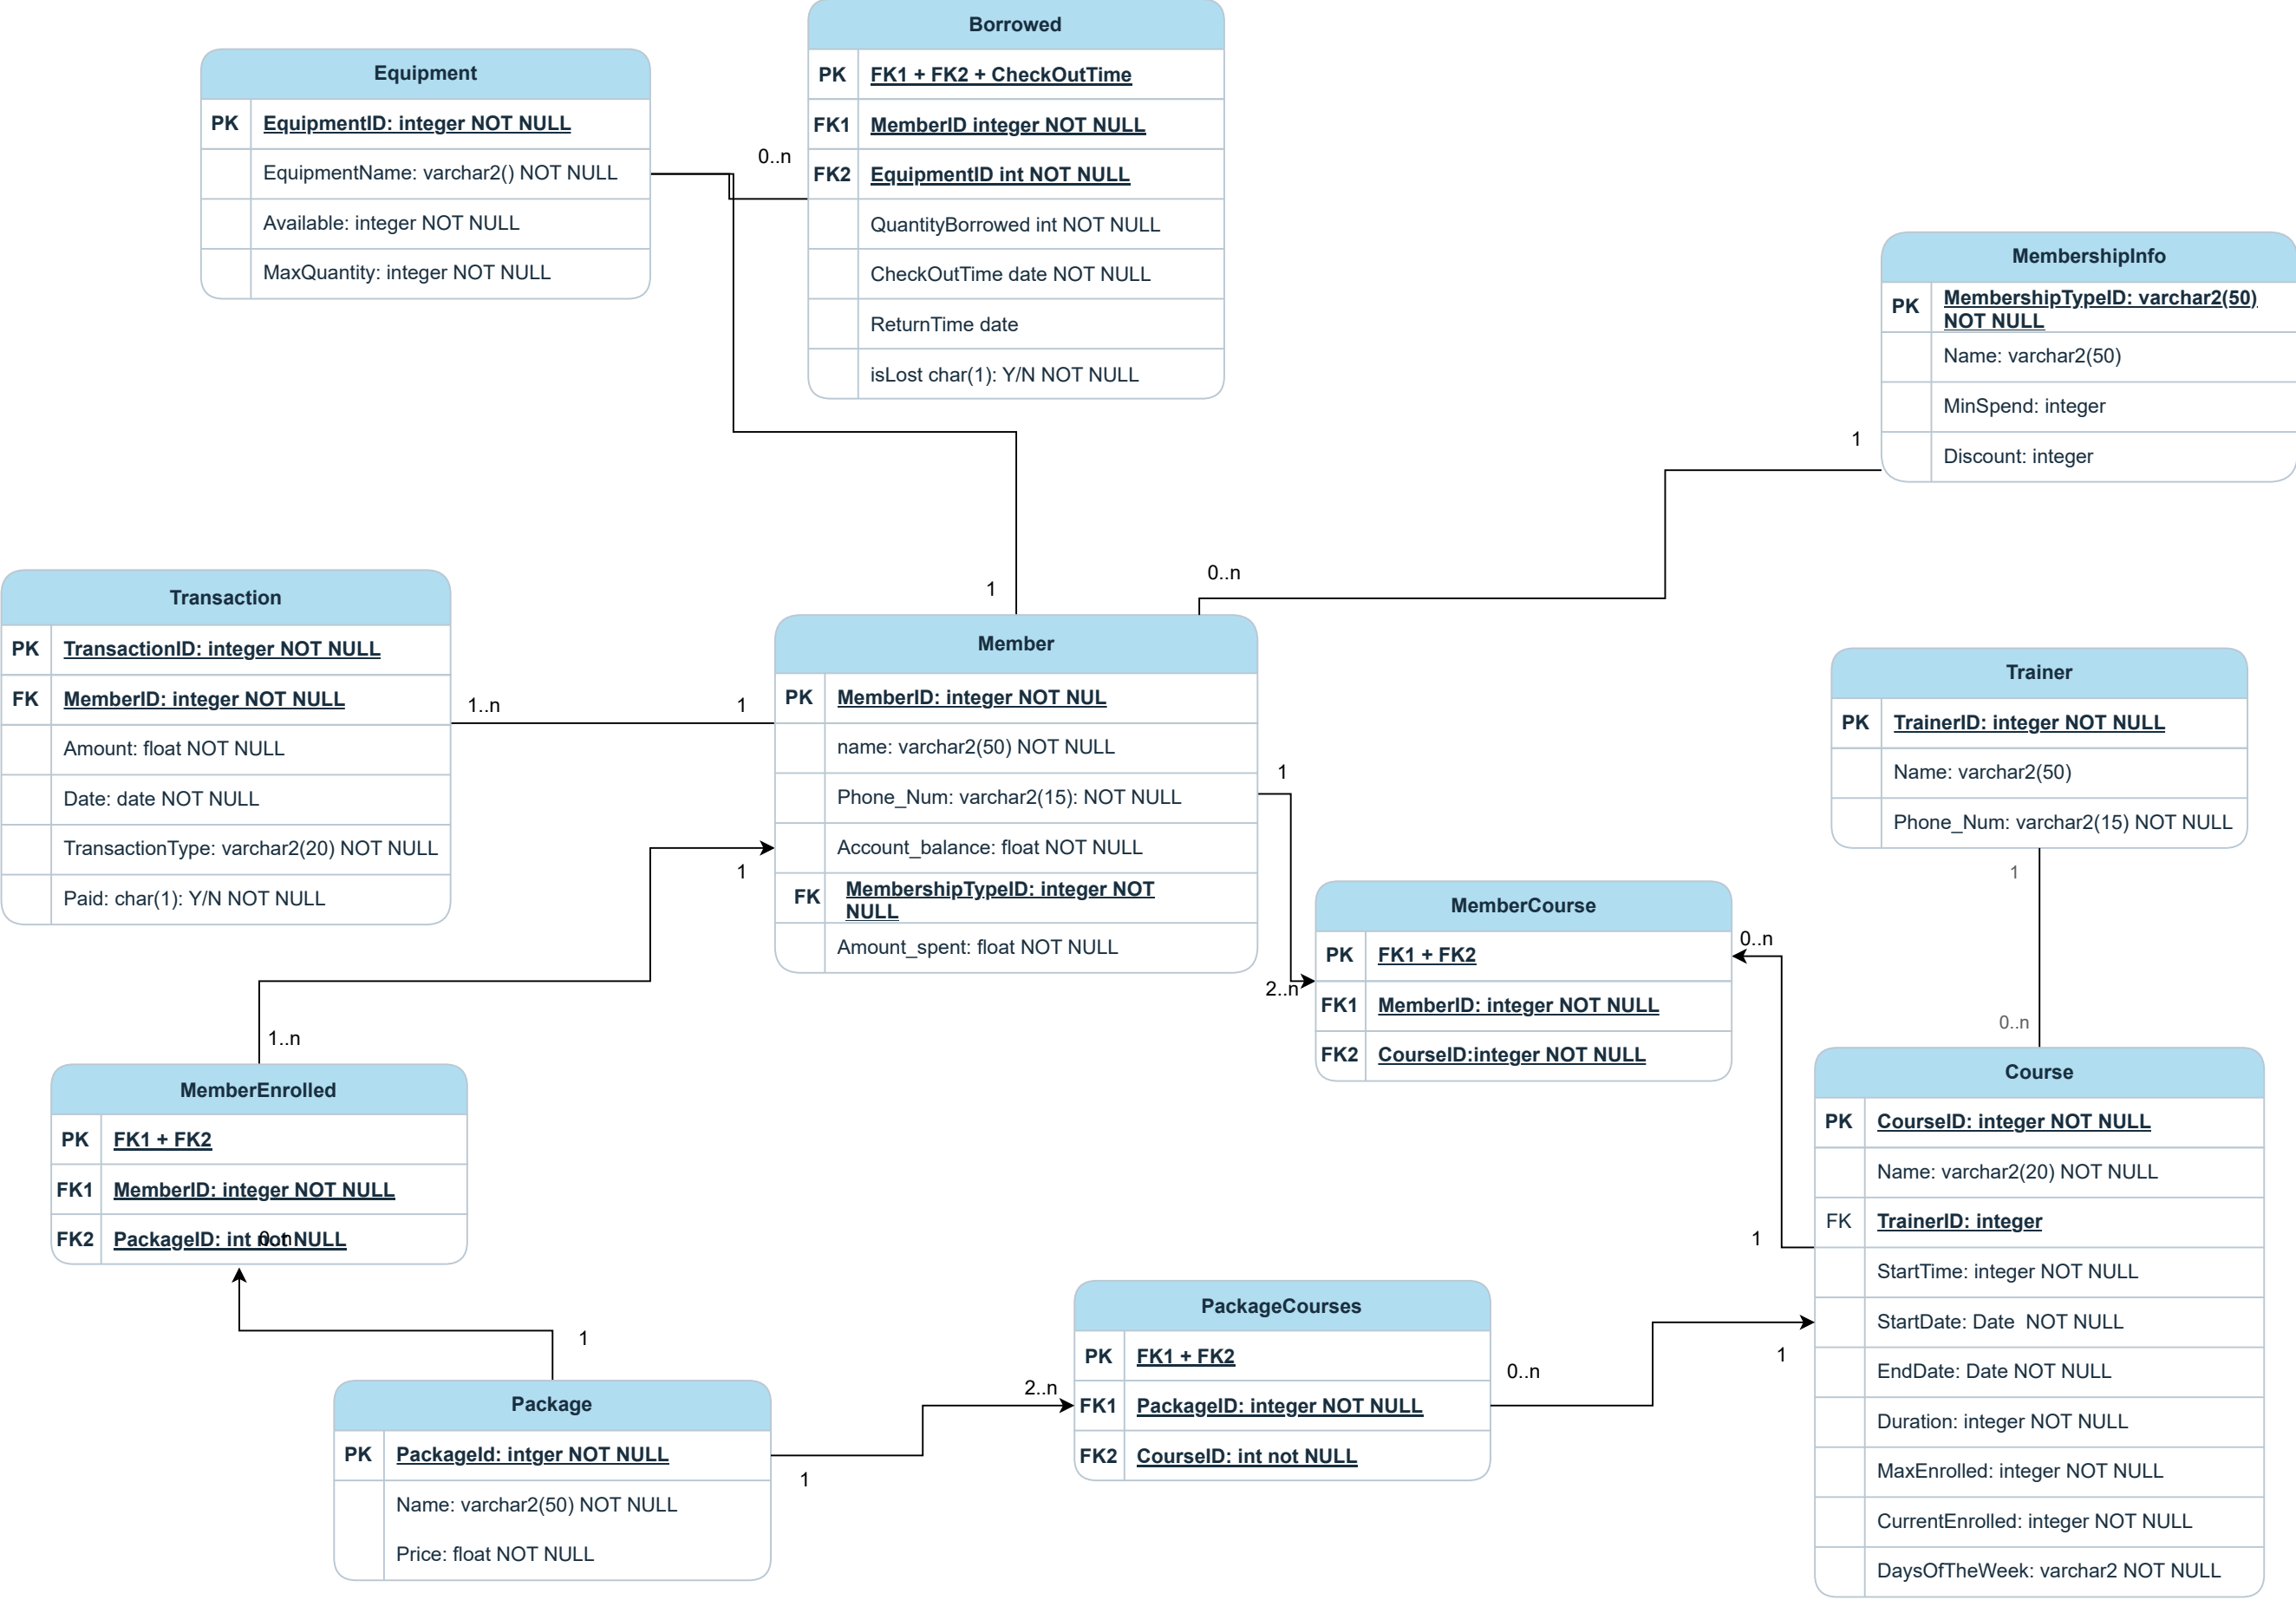 Borrowed
PK FK1 + FK2 + CheckOutTime
FK1 MemberID integer NOT NULL
FK2 EquipmentID int NOT NULL
QuantityBorrowed int NOT NULL
CheckOutTime date NOT NULL
ReturnTime date
isLost char(1): Y/N NOT NULL
Equipment
PK EquipmentID: integer NOT NULL
EquipmentName: varchar2() NOT NULL
Available: integer NOT NULL
MaxQuantity: integer NOT NULL
0..n
1
MembershipInfo
PK MembershipTypeID: varchar2(50)
NOT NULL
Name: varchar2(50)
MinSpend: integer
Discount: integer
1
0..n
Transaction
PK TransactionID: integer NOT NULL
FK MemberID: integer NOT NULL
Amount: float NOT NULL
Date: date NOT NULL
TransactionType: varchar2(20) NOT NULL
Paid: char(1): Y/N NOT NULL
1..n
1
Member
PK MemberID: integer NOT NUL
name: varchar2(50) NOT NULL
Phone_Num: varchar2(15): NOT NULL
Account_balance: float NOT NULL
FK MembershipTypeID: integer NOT
NULL
Amount_spent: float NOT NULL
1
1
2..n
Trainer
PK TrainerID: integer NOT NULL
Name: varchar2(50)
Phone_Num: varchar2(15) NOT NULL
1
0..n
MemberCourse
PK FK1 + FK2
FK1 MemberID: integer NOT NULL
FK2 CourseID:integer NOT NULL
0..n
1
MemberEnrolled
PK FK1 + FK2
FK1 MemberID: integer NOT NULL
FK2 PackageID: int not NULL
1..n
0..n
1
Course
PK CourseID: integer NOT NULL
Name: varchar2(20) NOT NULL
FK TrainerID: integer
StartTime: integer NOT NULL
StartDate: Date  NOT NULL
EndDate: Date NOT NULL
Duration: integer NOT NULL
MaxEnrolled: integer NOT NULL
CurrentEnrolled: integer NOT NULL
DaysOfTheWeek: varchar2 NOT NULL
PackageCourses
PK FK1 + FK2
FK1 PackageID: integer NOT NULL
FK2 CourseID: int not NULL
2..n
0..n
1
Package
PK PackageId: intger NOT NULL
Name: varchar2(50) NOT NULL
Price: float NOT NULL
1